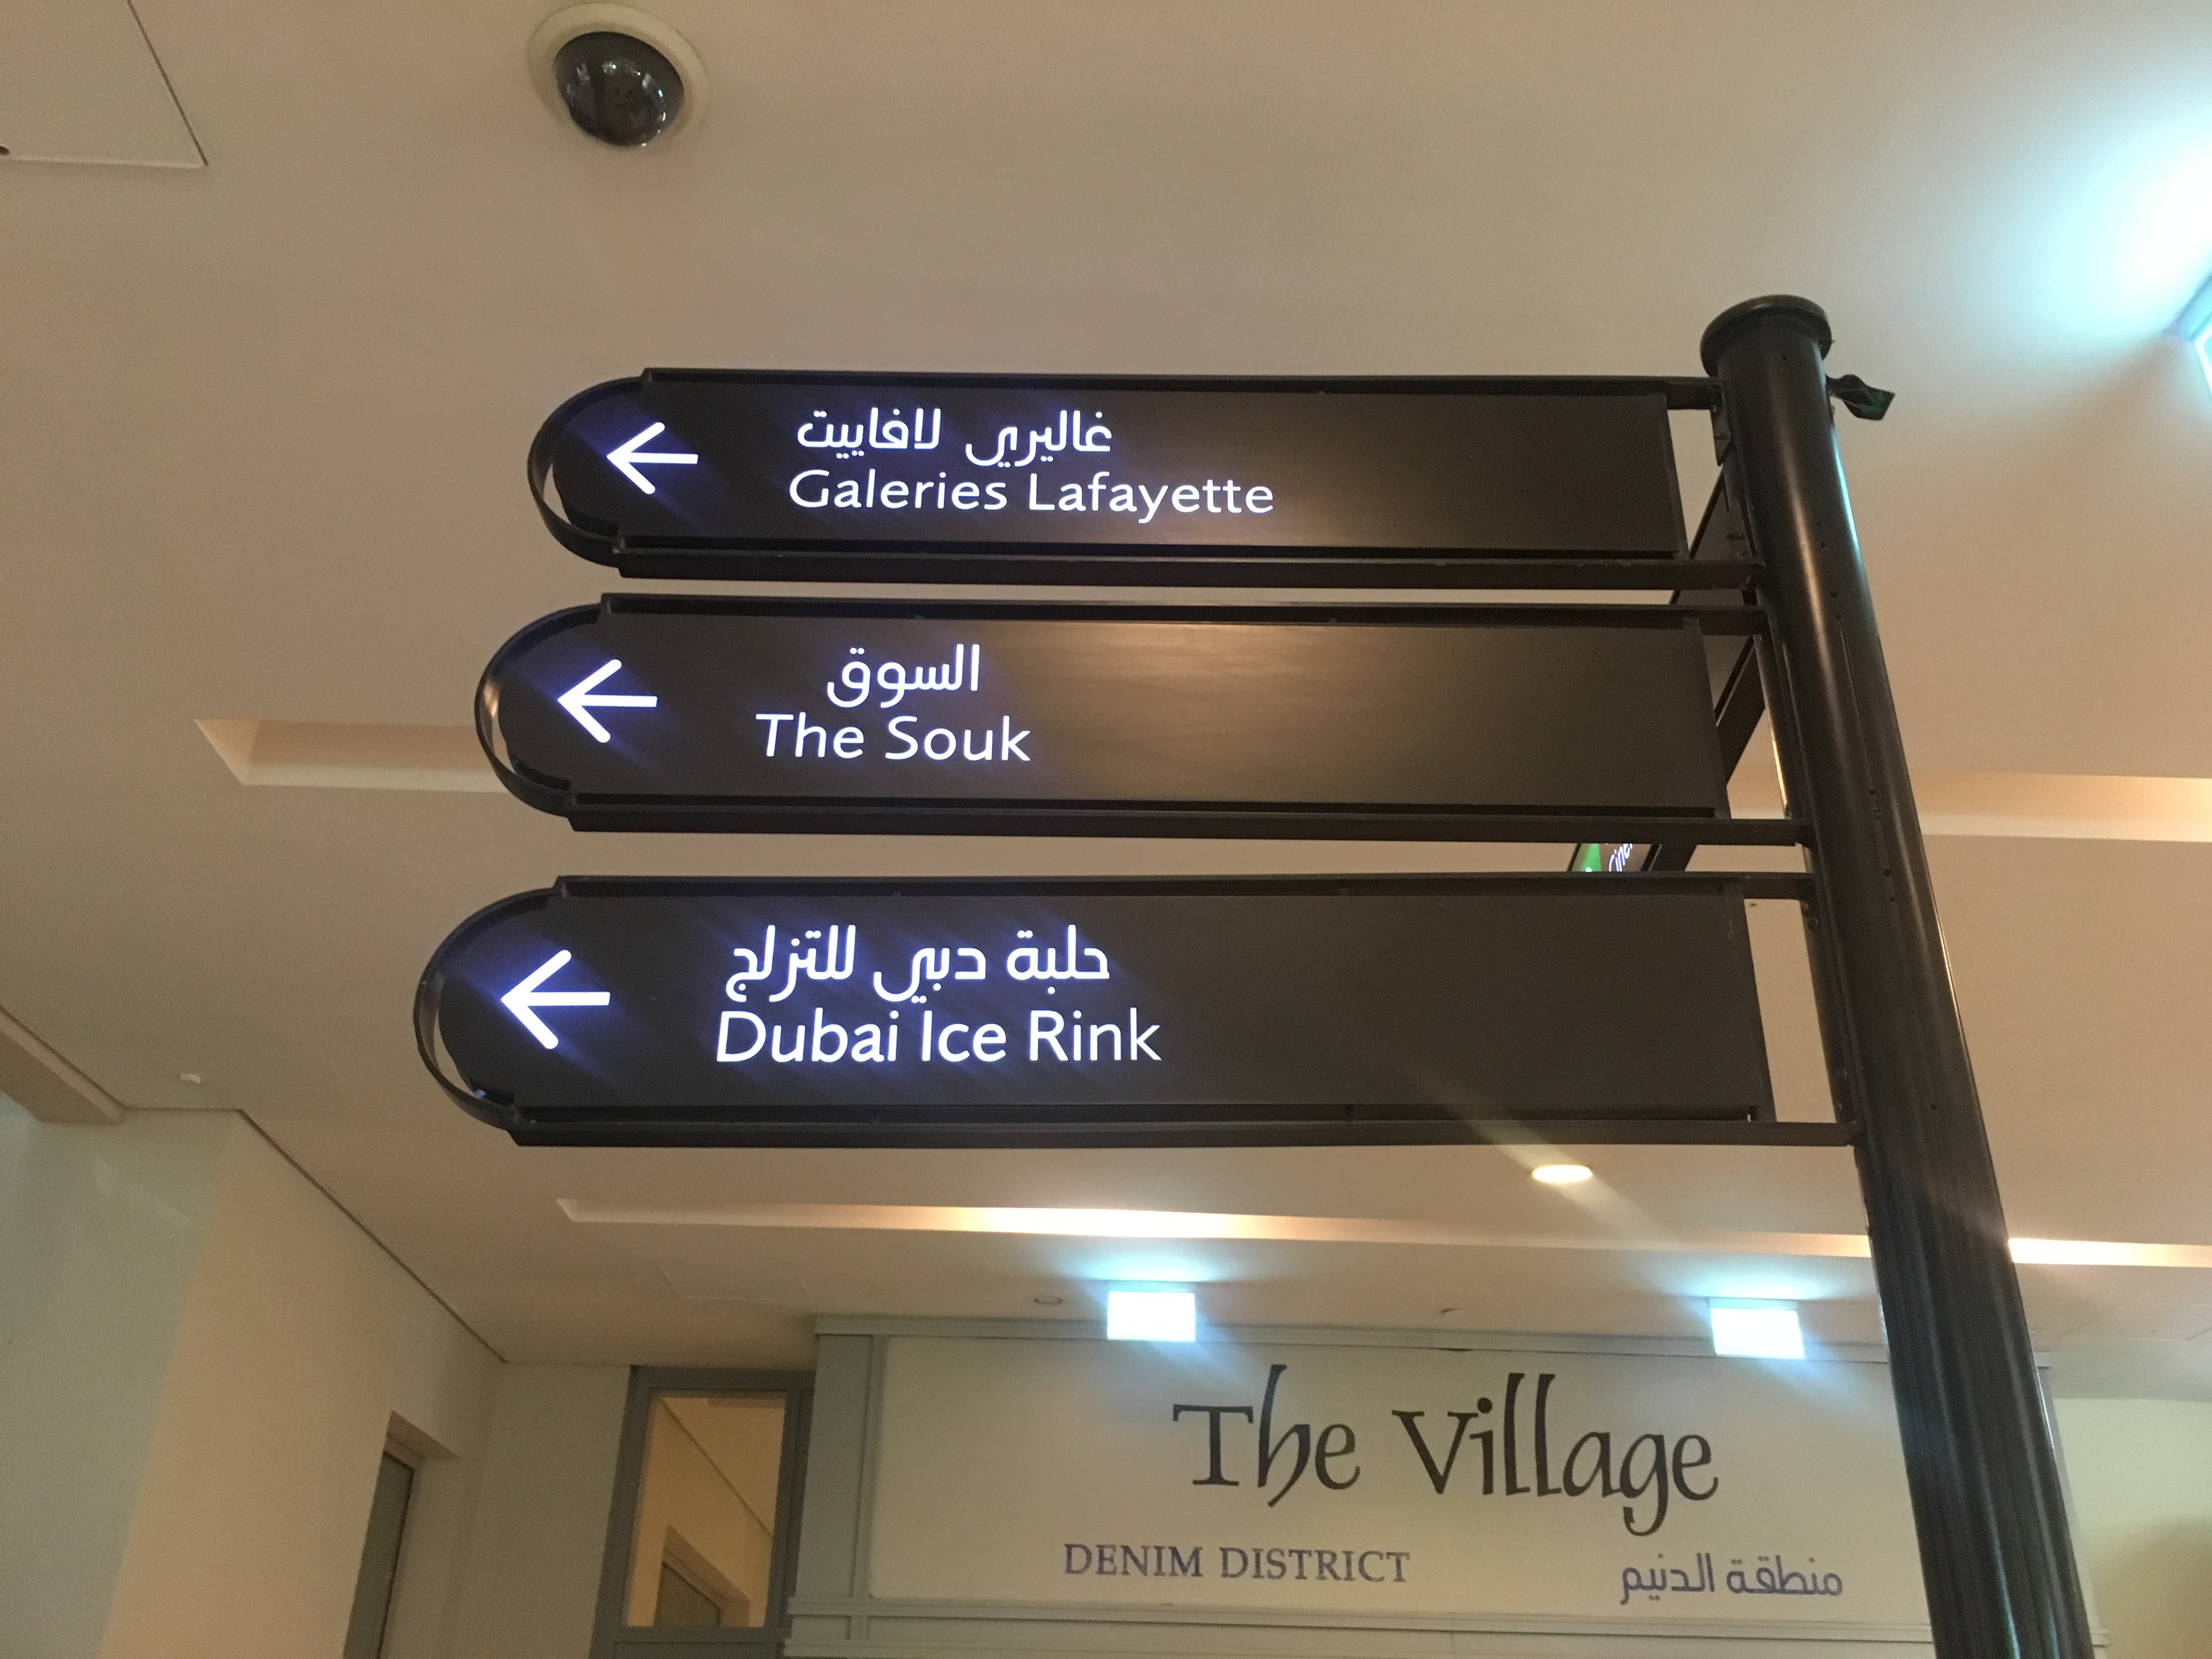 غاليري لافاييت
Galeries Lafayette
السوق
The Souk
حلبة دبي للتزلج
Dubai Ice Rink
The Village
DENIM DISTRICT
منطقة الدنيم